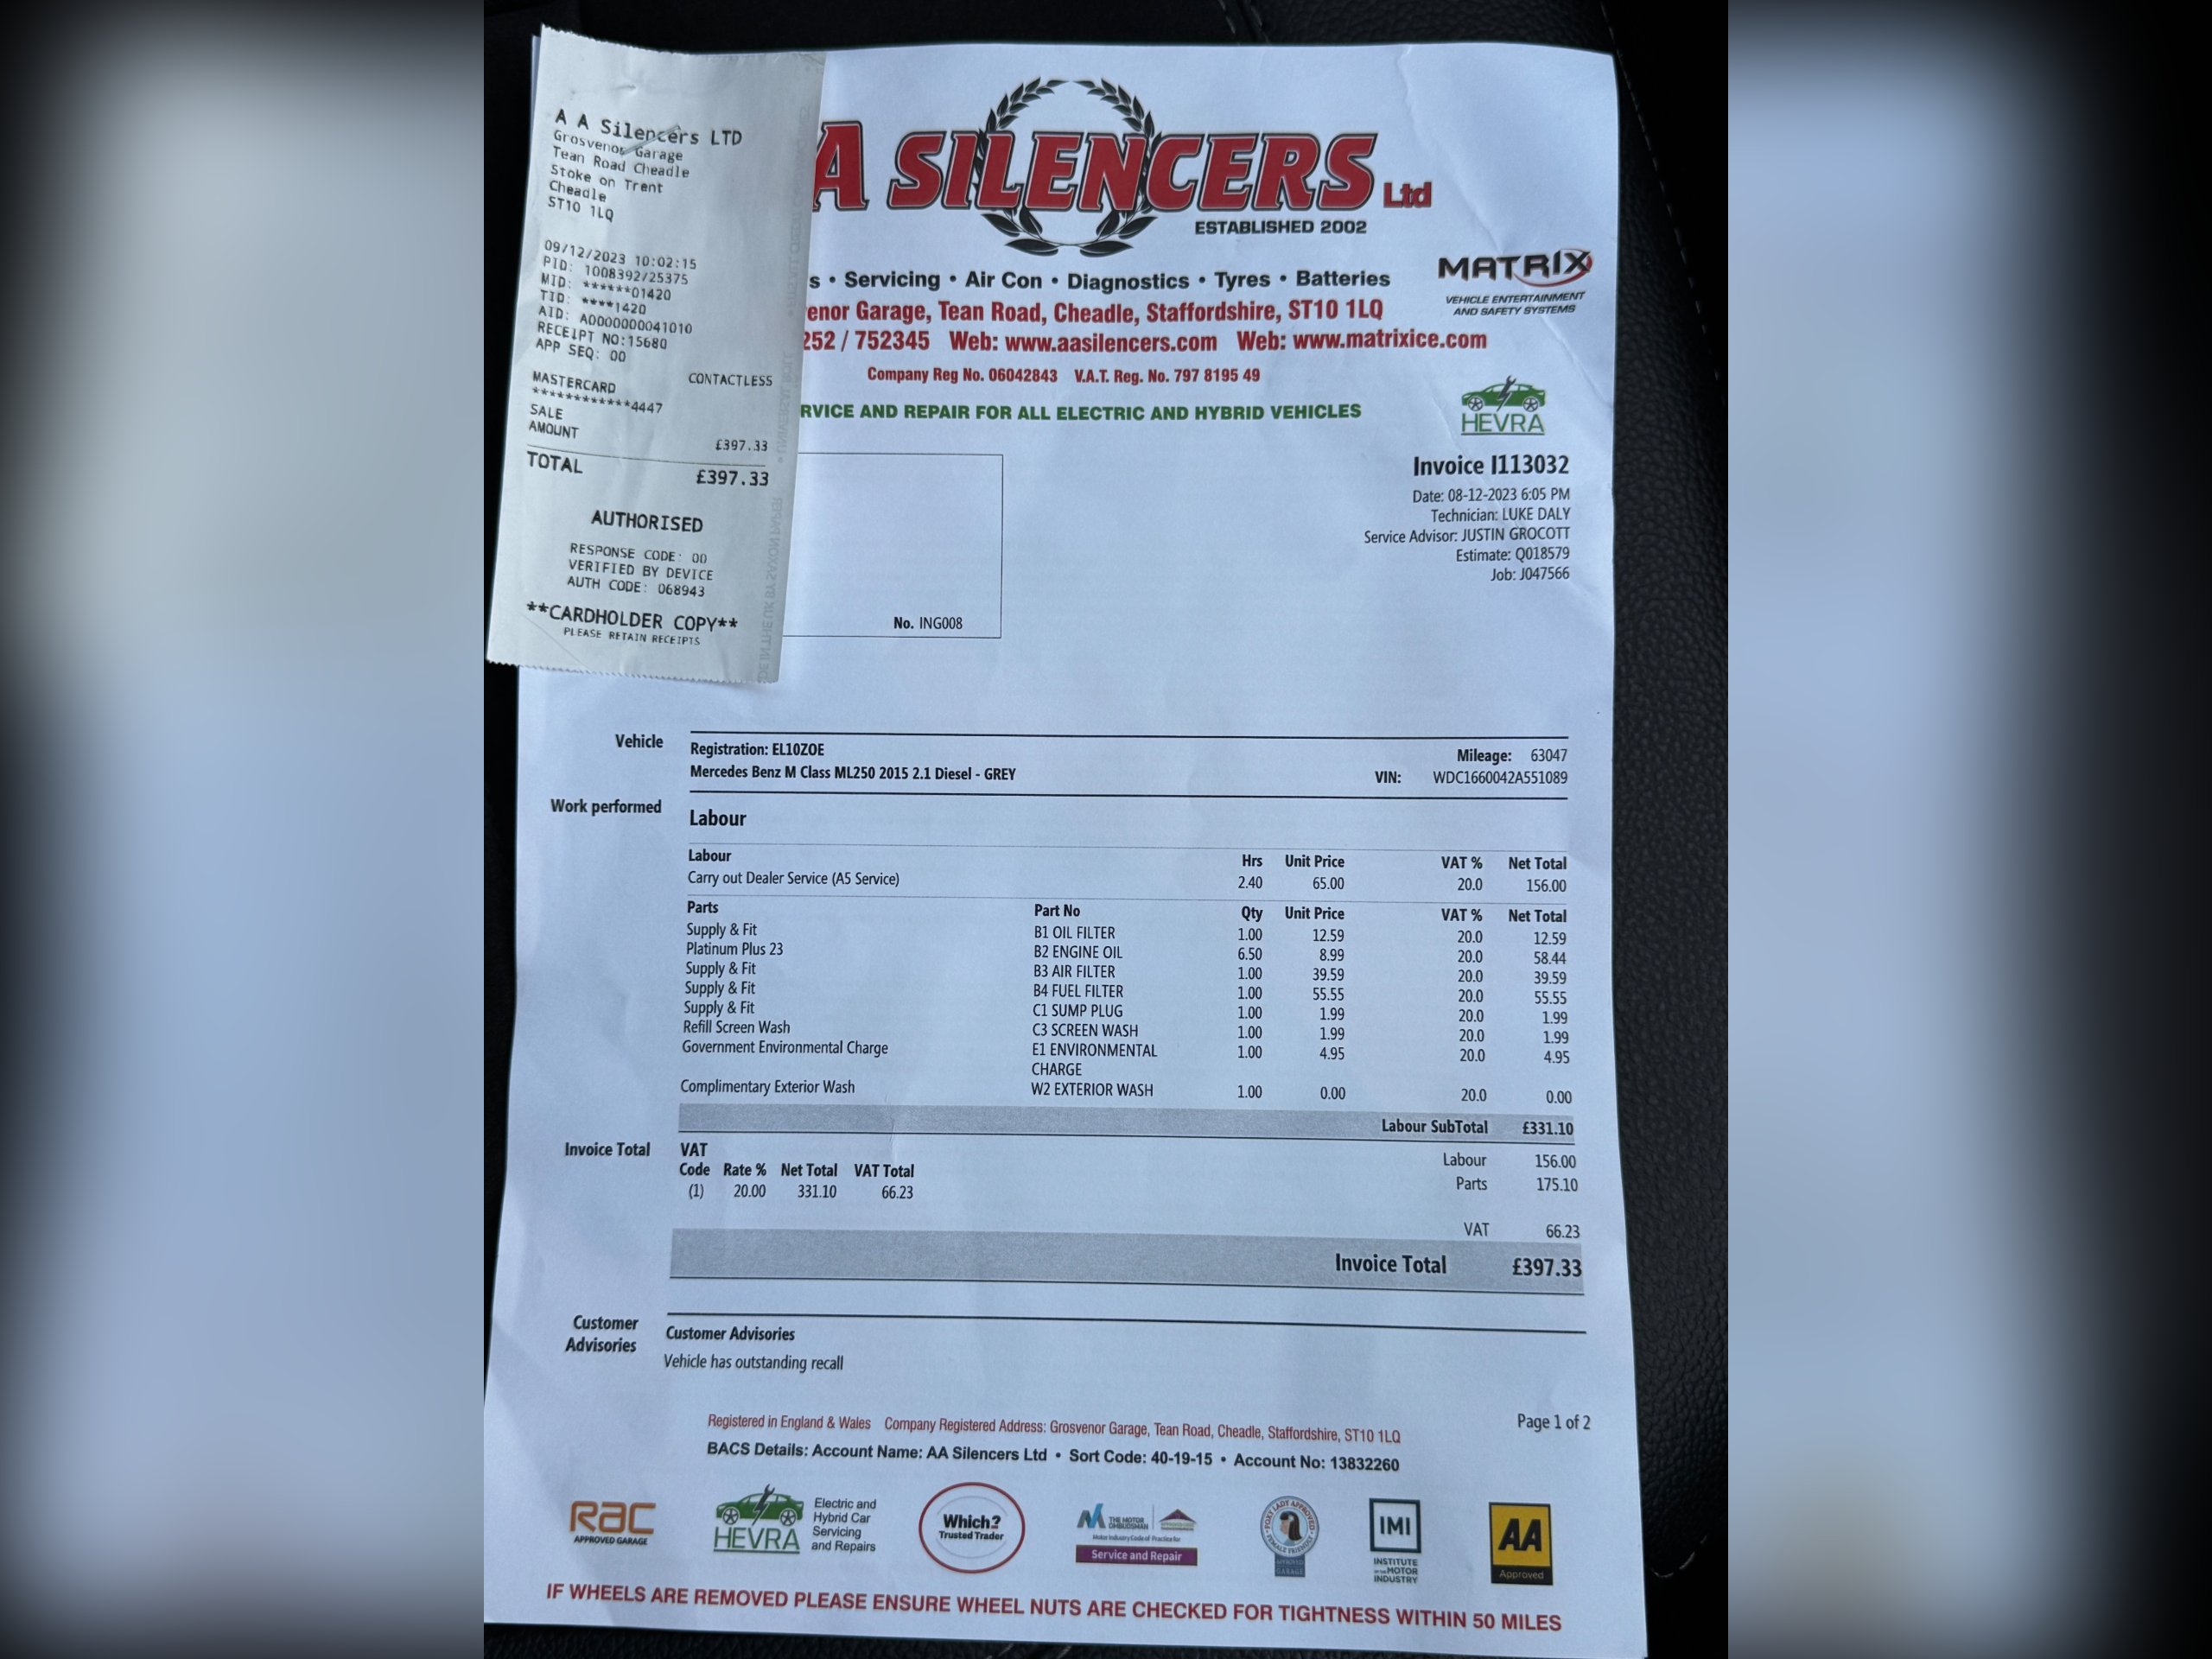 A A Silencers LTD
Grosvenor Garage
Tean Road Cheadle
Stoke on Trent
Cheadle
ST10 1LQ
09/12/2023 10:02:15
PID: 1008392/25375
MID: ******01420
TID: ****1420
AID: A0000000041010
RECEIPT NO:15680
APP SEQ: 00
MASTERCARD CONTACTLESS
************4447
SALE
AMOUNT £397.33
TOTAL £397.33
AUTHORISED
RESPONSE CODE: 00
VERIFIED BY DEVICE
AUTH CODE: 068943
**CARDHOLDER COPY**
PLEASE RETAIN RECEIPTS
A SILENCERS Ltd
ESTABLISHED 2002
s • Servicing • Air Con • Diagnostics • Tyres • Batteries
enor Garage, Tean Road, Cheadle, Staffordshire, ST10 1LQ
252 / 752345 Web: www.aasilencers.com Web: www.matrixice.com
Company Reg No. 06042843 V.A.T. Reg. No. 797 8195 49
RVICE AND REPAIR FOR ALL ELECTRIC AND HYBRID VEHICLES
MATRIX
VEHICLE ENTERTAINMENT
AND SAFETY SYSTEMS
HEVRA
Invoice I113032
Date: 08-12-2023 6:05 PM
Technician: LUKE DALY
Service Advisor: JUSTIN GROCOTT
Estimate: Q018579
Job: J047566
No. ING008
Vehicle
Registration: EL10ZOE Mileage: 63047
Mercedes Benz M Class ML250 2015 2.1 Diesel - GREY VIN: WDC1660042A551089
Work performed
Labour
Labour Hrs Unit Price VAT % Net Total
Carry out Dealer Service (A5 Service) 2.40 65.00 20.0 156.00
Parts Part No Qty Unit Price VAT % Net Total
Supply & Fit B1 OIL FILTER 1.00 12.59 20.0 12.59
Platinum Plus 23 B2 ENGINE OIL 6.50 8.99 20.0 58.44
Supply & Fit B3 AIR FILTER 1.00 39.59 20.0 39.59
Supply & Fit B4 FUEL FILTER 1.00 55.55 20.0 55.55
Supply & Fit C1 SUMP PLUG 1.00 1.99 20.0 1.99
Refill Screen Wash C3 SCREEN WASH 1.00 1.99 20.0 1.99
Government Environmental Charge E1 ENVIRONMENTAL 1.00 4.95 20.0 4.95
CHARGE
Complimentary Exterior Wash W2 EXTERIOR WASH 1.00 0.00 20.0 0.00
Labour SubTotal £331.10
Invoice Total
VAT
Code Rate % Net Total VAT Total
(1) 20.00 331.10 66.23
Labour 156.00
Parts 175.10
VAT 66.23
Invoice Total £397.33
Customer
Advisories
Customer Advisories
Vehicle has outstanding recall
Registered in England & Wales Company Registered Address: Grosvenor Garage, Tean Road, Cheadle, Staffordshire, ST10 1LQ
Page 1 of 2
BACS Details: Account Name: AA Silencers Ltd • Sort Code: 40-19-15 • Account No: 13832260
RAC
APPROVED GARAGE
HEVRA
Electric and
Hybrid Car
Servicing
and Repairs
Which?
Trusted Trader
THE MOTOR
OMBUDSMAN
Motor Industry Code of Practice for
Service and Repair
FOXY LADY APPROVED
FEMALE FRIENDLY
APPROVED
GARAGE
IMI
INSTITUTE
OF THE MOTOR
INDUSTRY
AA
Approved
IF WHEELS ARE REMOVED PLEASE ENSURE WHEEL NUTS ARE CHECKED FOR TIGHTNESS WITHIN 50 MILES